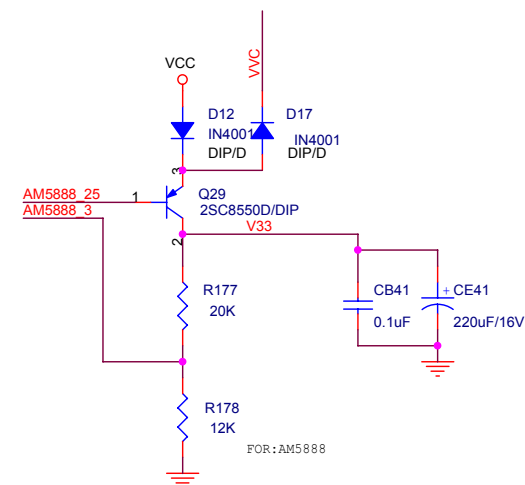 VVC
VCC
D12
IN4001
DIP/D
D17
IN4001
DIP/D
3
AM5888_25
1
Q29
2SC8550D/DIP
AM5888_3
V33
2
R177
20K
CB41
0.1uF
+ CE41
220uF/16V
R178
12K
FOR:AM5888